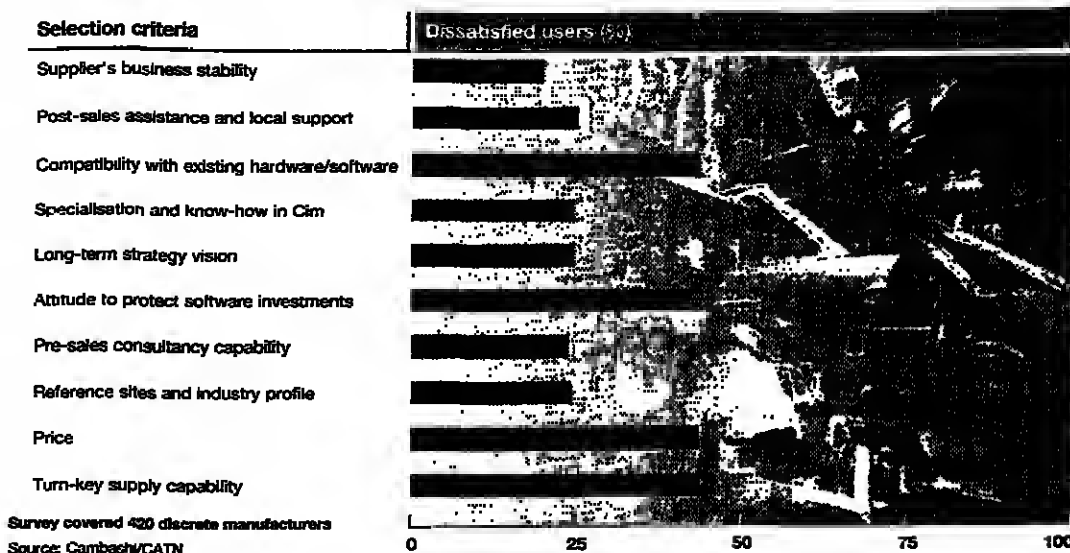 Selection criteria
Dissatisfied users (%)
Supplier's business stability
Post-sales assistance and local support
Compatibility with existing hardware/software
Specialisation and know-how in Cim
Long-term strategy vision
Attitude to protect software investments
Pre-sales consultancy capability
Reference sites and industry profile
Price
Turn-key supply capability
Survey covered 420 discrete manufacturers
Source: Cambashi/CATN
0 25 50 75 100